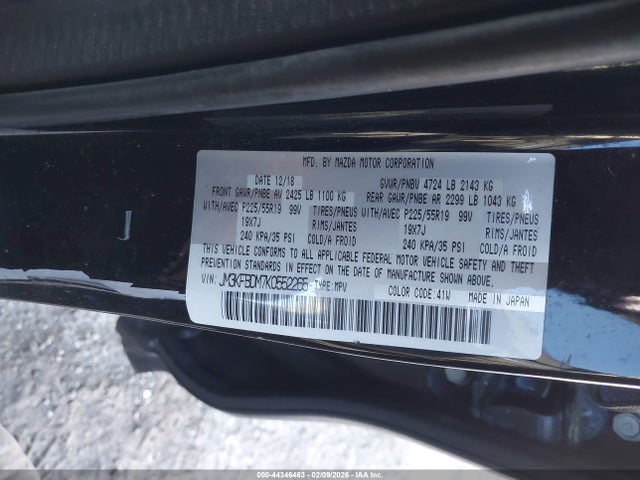 MFD. BY MAZDA MOTOR CORPORATION
DATE 12/18 GVWR/PNBV 4724 LB 2143 KG
FRONT GAWR/PNBE AV 2425 LB 1100 KG REAR GAWR/PNBE AR 2299 LB 1043 KG
WITH/AVEC P225/55R19 99V TIRES/PNEUS WITH/AVEC P225/55R19 99V TIRES/PNEUS
19X7J RIMS/JANTES 19X7J RIMS/JANTES
240 KPA/35 PSI COLD/A FROID 240 KPA/35 PSI COLD/A FROID
THIS VEHICLE CONFORMS TO ALL APPLICABLE FEDERAL MOTOR VEHICLE SAFETY AND THEFT
PREVENTION STANDARDS IN EFFECT ON THE DATE OF MANUFACTURE SHOWN ABOVE.
V/N: TYPE:MPV COLOR CODE:41W MADE IN JAPAN
000-44346463 - 02/09/2026 - Copyright © IAA, Inc.